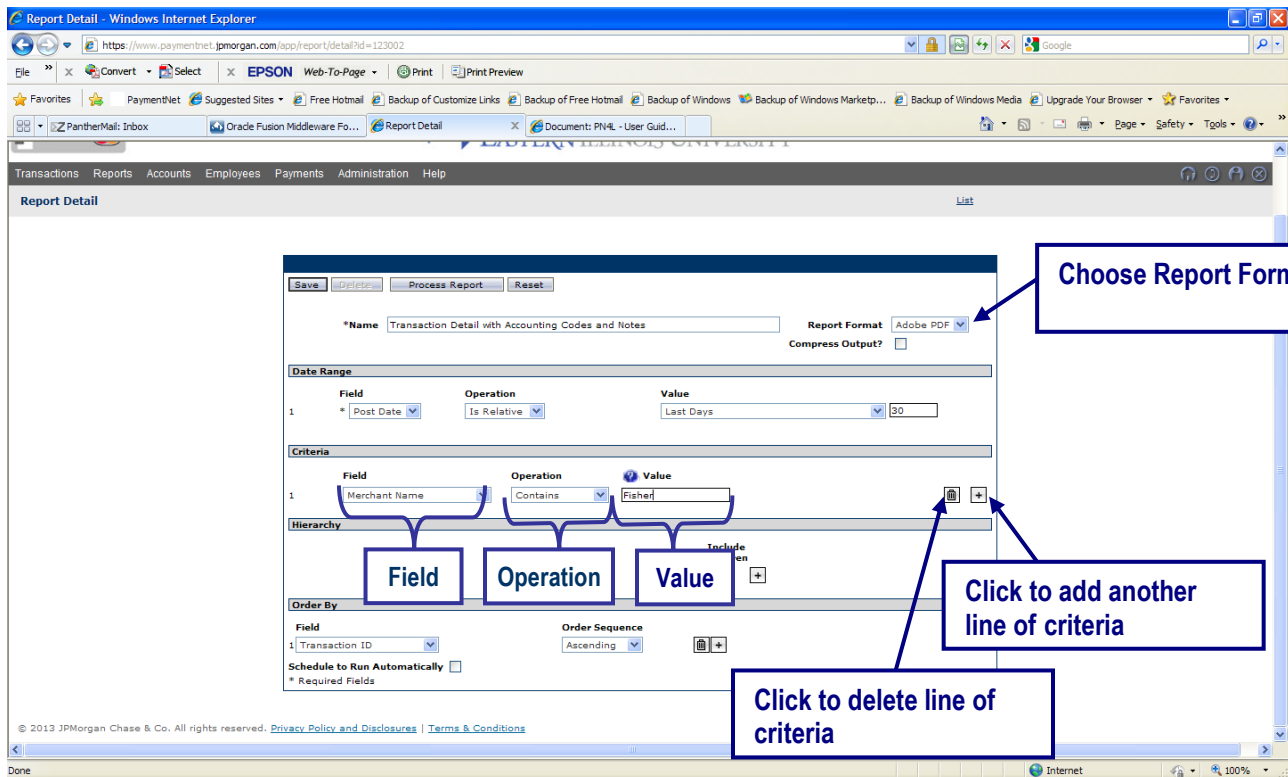 Report Detail - Windows Internet Explorer
https://www.paymentnet.jpmorgan.com/app/report/detail?id=123002
Google
File » x Convert Select x EPSON Web-To-Page Print Print Preview
Favorites PaymentNet Suggested Sites Free Hotmail Backup of Customize Links Backup of Free Hotmail Backup of Windows Backup of Windows Marketp... Backup of Windows Media Upgrade Your Browser Favorites
PantherMail: Inbox Oracle Fusion Middleware Fo... Report Detail X Document: PN4L - User Guid... Page Safety Tools »
EASTERN ILLINOIS UNIVERSITY
Transactions Reports Accounts Employees Payments Administration Help
Report Detail List
Choose Report Form
Save Delete Process Report Reset
*Name Transaction Detail with Accounting Codes and Notes Report Format Adobe PDF
Compress Output?
Date Range
Field Operation Value
1 * Post Date Is Relative Last Days 30
Criteria
Field Operation Value
1 Merchant Name Contains Fisher
Hierarchy
Include
en
Field Operation Value
Click to add another
line of criteria
Order By
Field Order Sequence
1 Transaction ID Ascending
Schedule to Run Automatically
* Required Fields
Click to delete line of
criteria
© 2013 JPMorgan Chase & Co. All rights reserved. Privacy Policy and Disclosures | Terms & Conditions
Done Internet 100%